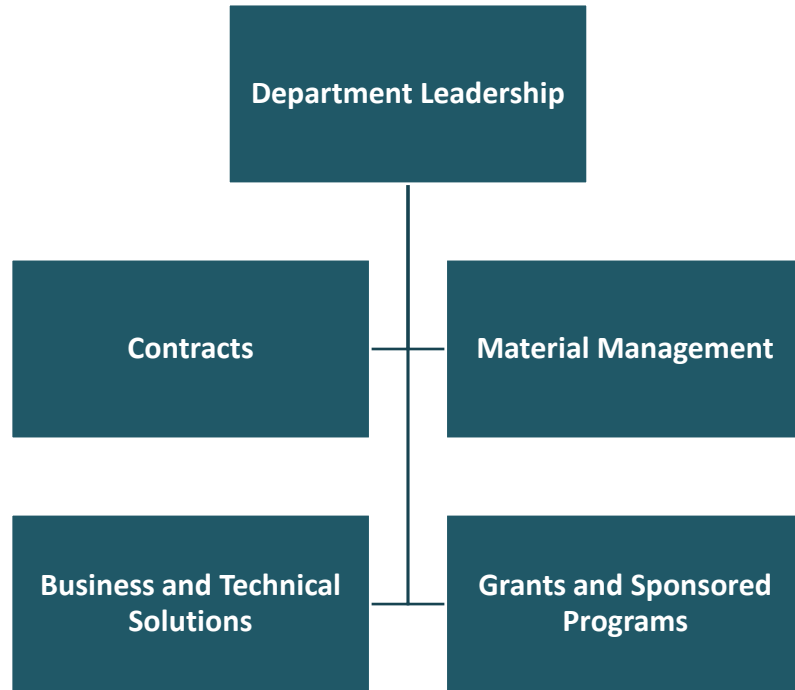 Department Leadership
Contracts
Material Management
Business and Technical
Solutions
Grants and Sponsored
Programs